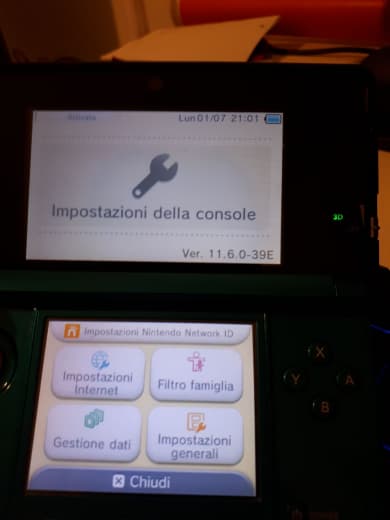 Attivata
Lun 01/07 21:01
Impostazioni della console
Ver. 11.6.0-39E
3D
Impostazioni Nintendo Network ID
Impostazioni
Internet
Filtro famiglia
Gestione dati
Impostazioni
generali
X Chiudi
X
Y
A
B
POWER